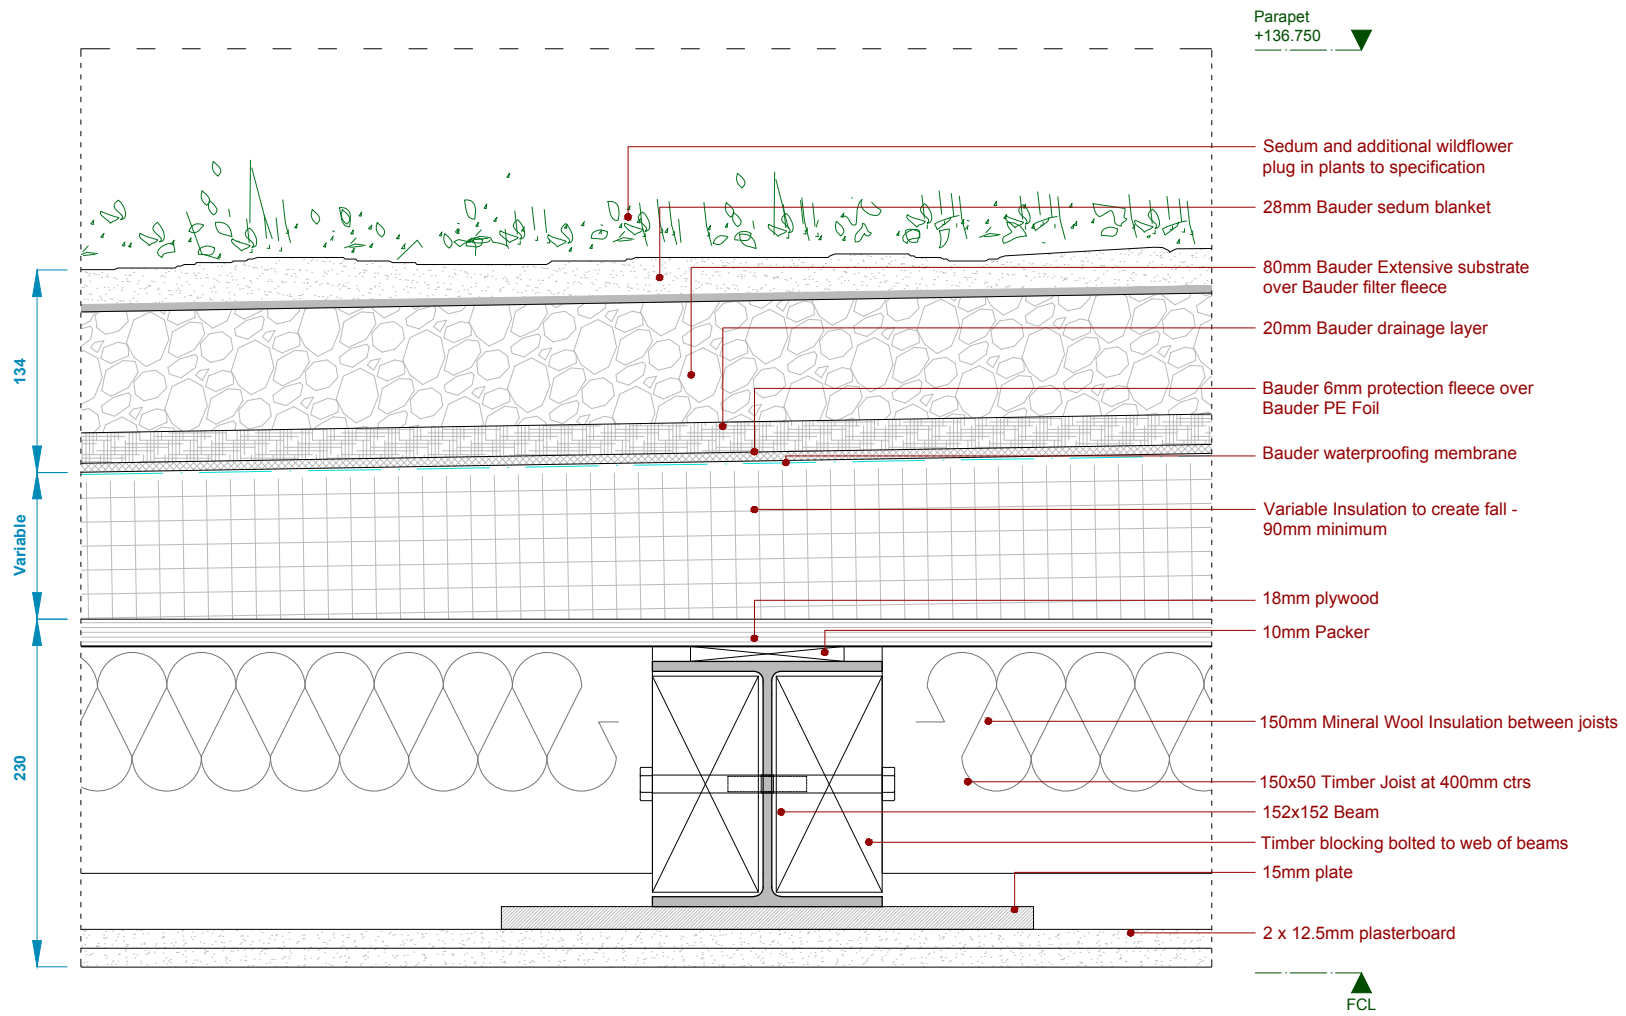 Parapet
+136.750
Sedum and additional wildflower
plug in plants to specification
28mm Bauder sedum blanket
80mm Bauder Extensive substrate
over Bauder filter fleece
20mm Bauder drainage layer
134
Bauder 6mm protection fleece over
Bauder PE Foil
Bauder waterproofing membrane
Variable
Variable Insulation to create fall -
90mm minimum
18mm plywood
10mm Packer
150mm Mineral Wool Insulation between joists
230
150x50 Timber Joist at 400mm ctrs
152x152 Beam
Timber blocking bolted to web of beams
15mm plate
2 x 12.5mm plasterboard
FCL